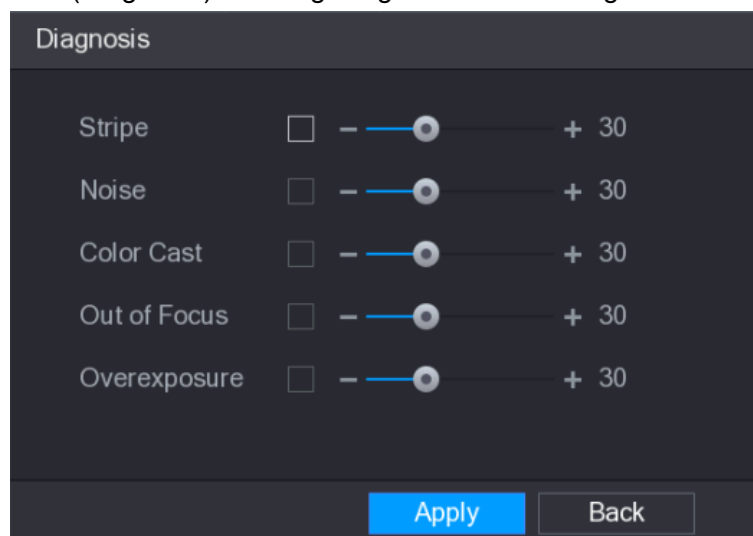 Diagnosis
Stripe - + 30
Noise - + 30
Color Cast - + 30
Out of Focus - + 30
Overexposure - + 30
Apply Back